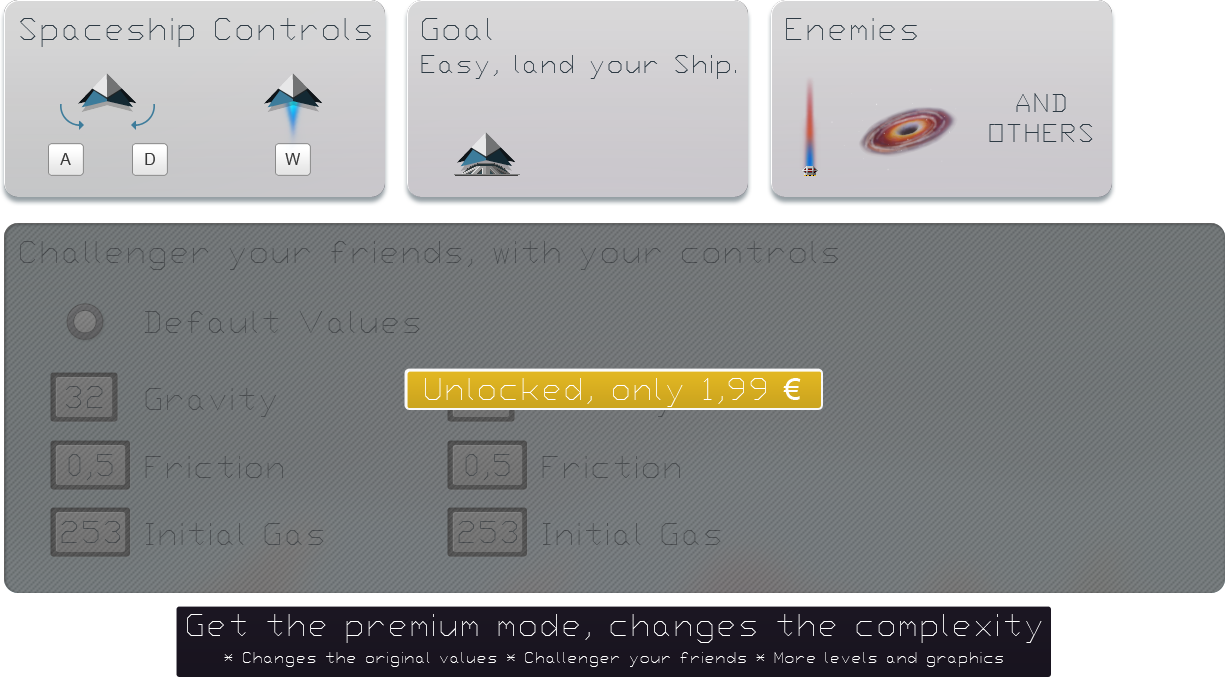 Spaceship Controls
A
D
W
Goal
Easy, land your Ship.
Enemies
AND
OTHERS
Challenger your friends, with your controls
Default Values
32 Gravity
Unlocked, only 1,99 €
0,5 Friction
0,5 Friction
253 Initial Gas
253 Initial Gas
Get the premium mode, changes the complexity
* Changes the original values * Challenger your friends * More levels and graphics